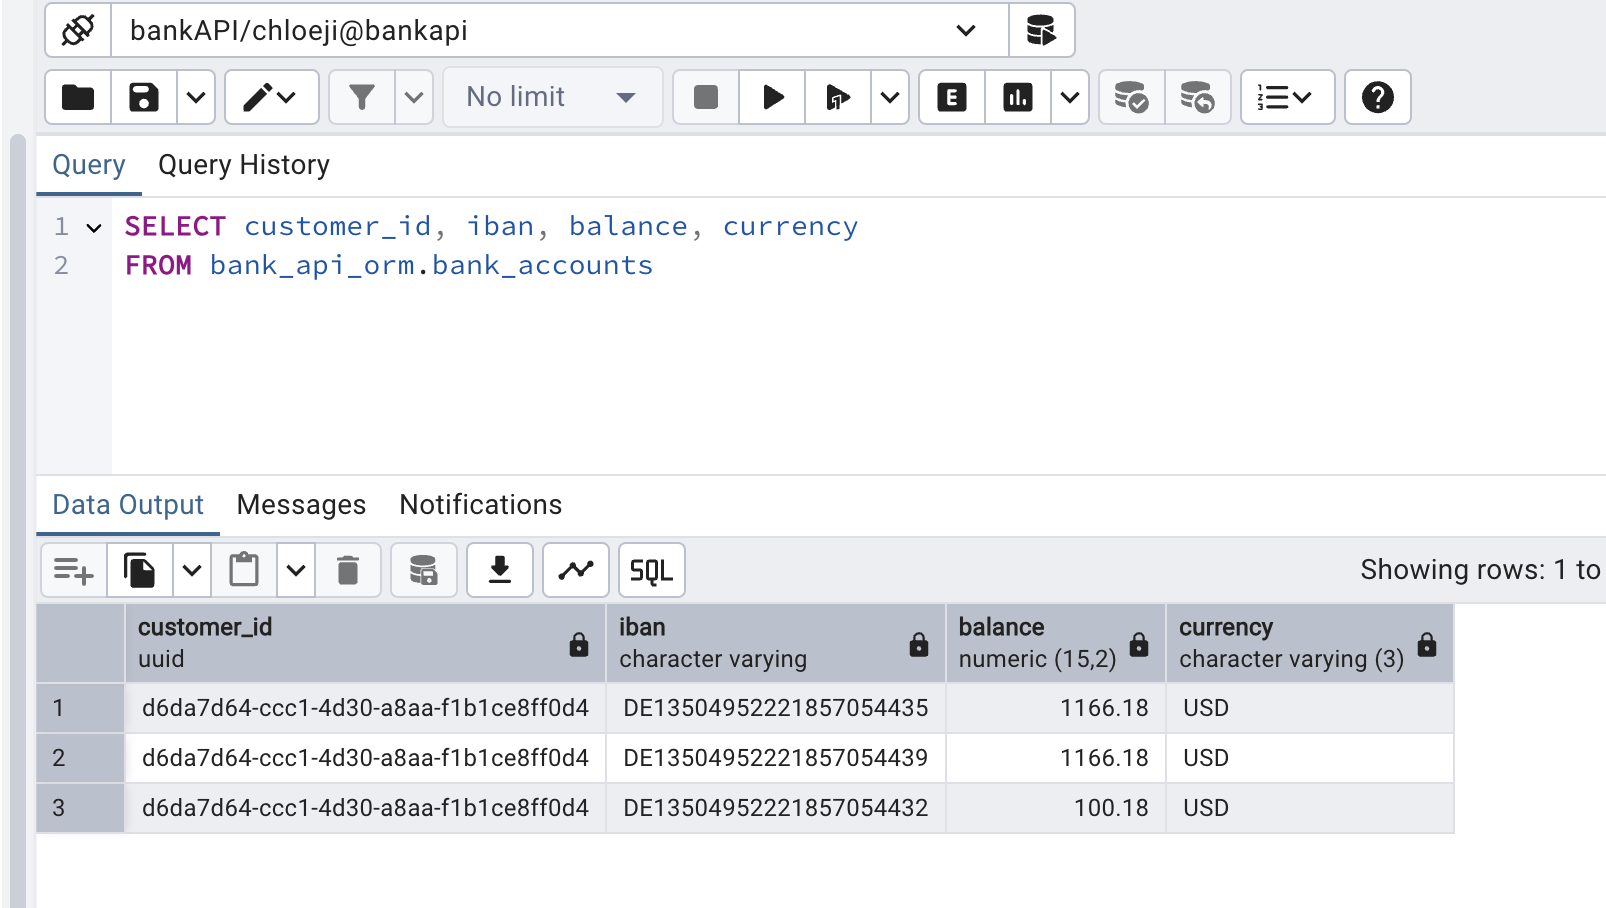 bankAPI/chloeji@bankapi
No limit
E
Query Query History
1 SELECT customer_id, iban, balance, currency
2 FROM bank_api_orm.bank_accounts
Data Output Messages Notifications
SQL Showing rows: 1 to
customer_id iban balance currency
uuid character varying numeric (15,2) character varying (3)
1 d6da7d64-ccc1-4d30-a8aa-f1b1ce8ff0d4 DE13504952221857054435 1166.18 USD
2 d6da7d64-ccc1-4d30-a8aa-f1b1ce8ff0d4 DE13504952221857054439 1166.18 USD
3 d6da7d64-ccc1-4d30-a8aa-f1b1ce8ff0d4 DE13504952221857054432 100.18 USD